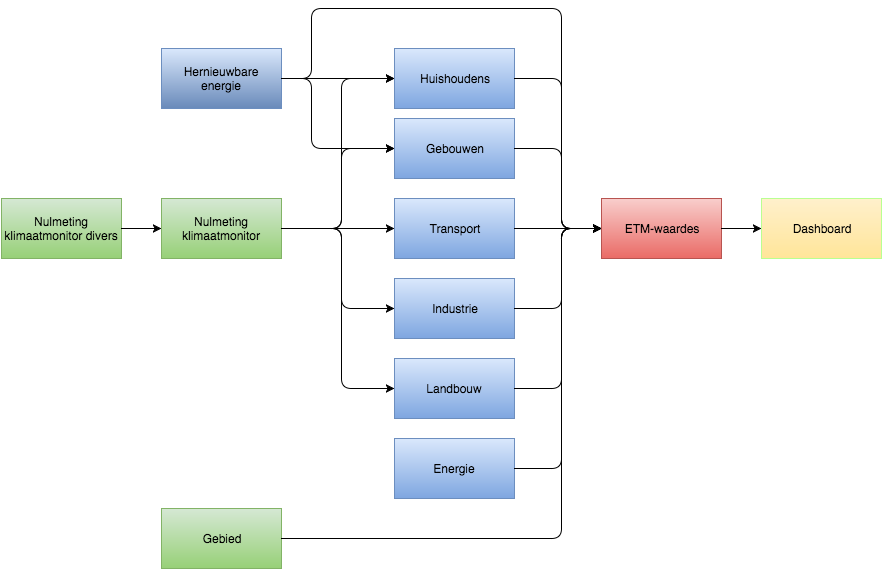 Hernieuwbare
energie
Huishoudens
Gebouwen
Nulmeting
klimaatmonitor divers
Nulmeting
klimaatmonitor
Transport
ETM-waardes
Dashboard
Industrie
Landbouw
Energie
Gebied